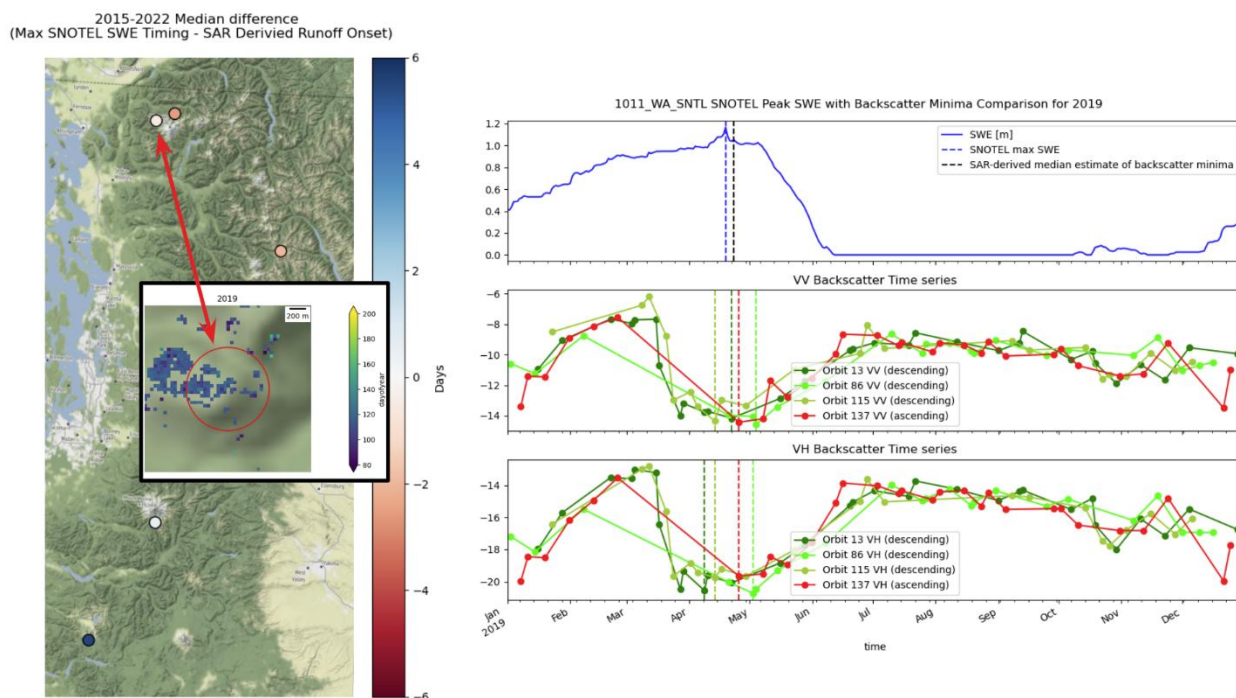 2015-2022 Median difference
(Max SNOTEL SWE Timing - SAR Derivied Runoff Onset)
6
4
2
0
−2
−4
−6
Days
2019
200 m
200
180
160
140
120
100
80
dayofyear
1011_WA_SNTL SNOTEL Peak SWE with Backscatter Minima Comparison for 2019
1.2
1.0
0.8
0.6
0.4
0.2
0.0
SWE [m]
SNOTEL max SWE
SAR-derived median estimate of backscatter minima
VV Backscatter Time series
−6
−8
−10
−12
−14
Orbit 13 VV (descending)
Orbit 86 VV (descending)
Orbit 115 VV (descending)
Orbit 137 VV (ascending)
VH Backscatter Time series
−14
−16
−18
−20
Orbit 13 VH (descending)
Orbit 86 VH (descending)
Orbit 115 VH (descending)
Orbit 137 VH (ascending)
Jan
2019
Feb
Mar
Apr
May
Jun
Jul
Aug
Sep
Oct
Nov
Dec
time